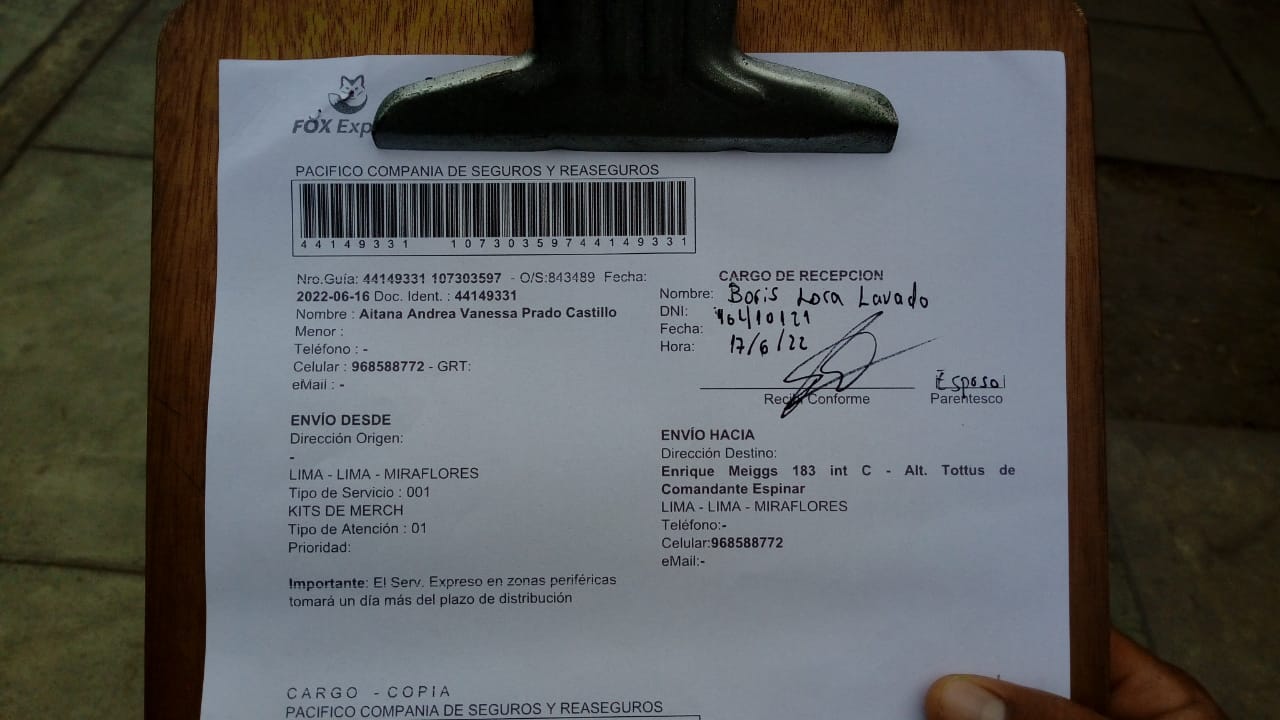 FOX Exp
PACIFICO COMPANIA DE SEGUROS Y REASEGUROS
44149331 10730359744149331
Nro.Guía: 44149331 107303597 - O/S:843489 Fecha:
2022-06-16 Doc. Ident. : 44149331
Nombre : Aitana Andrea Vanessa Prado Castillo
Menor :
Teléfono : -
Celular : 968588772 - GRT:
eMail : -
CARGO DE RECEPCION
Nombre: Boris Lora Lavado
DNI:
Fecha:
Hora: 17/6/22
Recibi Conforme
Esposo
Parentesco
ENVÍO DESDE
Dirección Origen:
-
LIMA - LIMA - MIRAFLORES
Tipo de Servicio : 001
KITS DE MERCH
Tipo de Atención : 01
Prioridad:
ENVÍO HACIA
Dirección Destino:
Enrique Meiggs 183 int C - Alt. Tottus de
Comandante Espinar
LIMA - LIMA - MIRAFLORES
Teléfono:-
Celular:968588772
eMail:-
Importante: El Serv. Expreso en zonas periféricas
tomará un día más del plazo de distribución
CARGO - COPIA
PACIFICO COMPANIA DE SEGUROS Y REASEGUROS